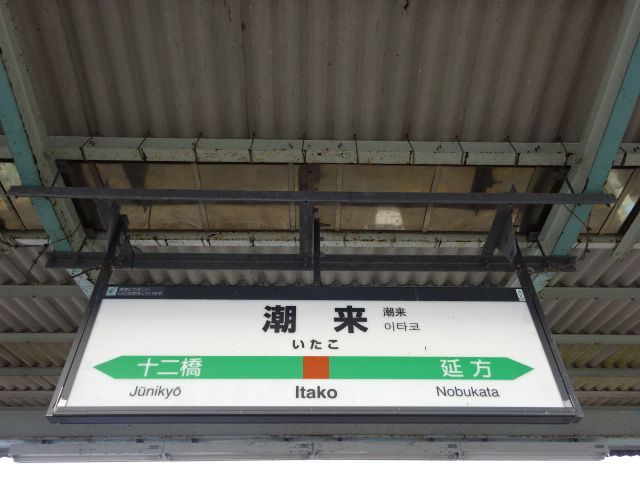 潮来 潮来
이타코
いたこ
十二橋 延方
Jūnikyō Itako Nobukata